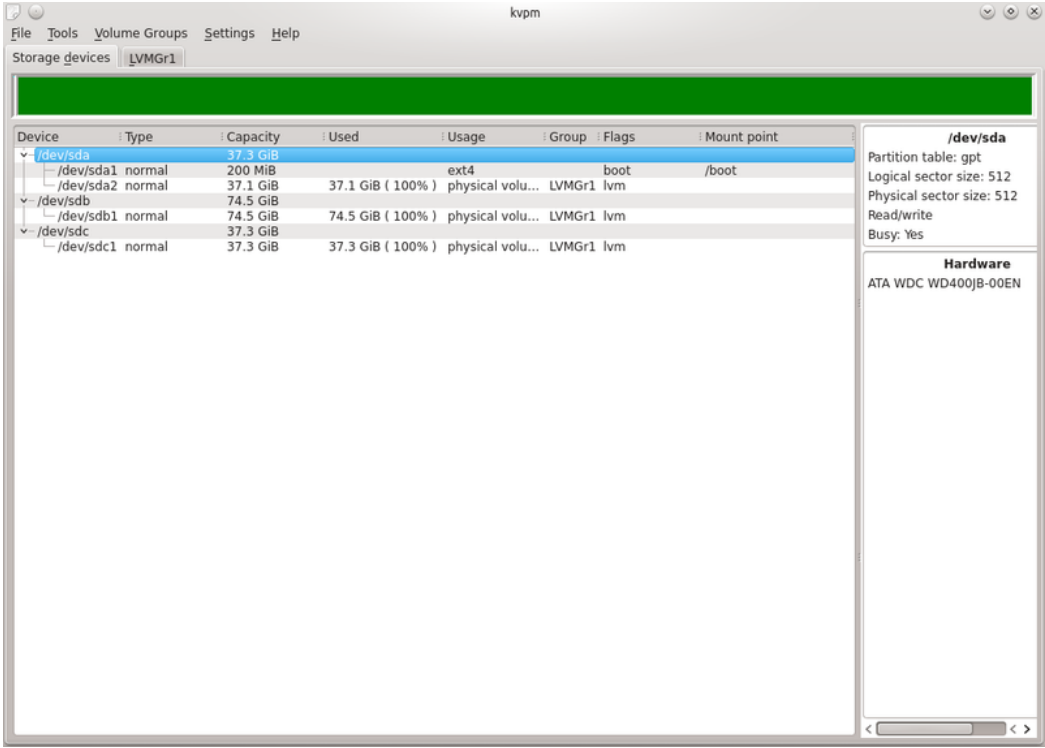 kvpm
File Tools Volume Groups Settings Help
Storage devices LVMGr1
Device Type Capacity Used Usage Group Flags Mount point
/dev/sda 37.3 GiB
/dev/sda1 normal 200 MiB ext4 boot /boot
/dev/sda2 normal 37.1 GiB 37.1 GiB ( 100% ) physical volu... LVMGr1 lvm
/dev/sdb 74.5 GiB
/dev/sdb1 normal 74.5 GiB 74.5 GiB ( 100% ) physical volu... LVMGr1 lvm
/dev/sdc 37.3 GiB
/dev/sdc1 normal 37.3 GiB 37.3 GiB ( 100% ) physical volu... LVMGr1 lvm
/dev/sda
Partition table: gpt
Logical sector size: 512
Physical sector size: 512
Read/write
Busy: Yes
Hardware
ATA WDC WD400JB-00EN